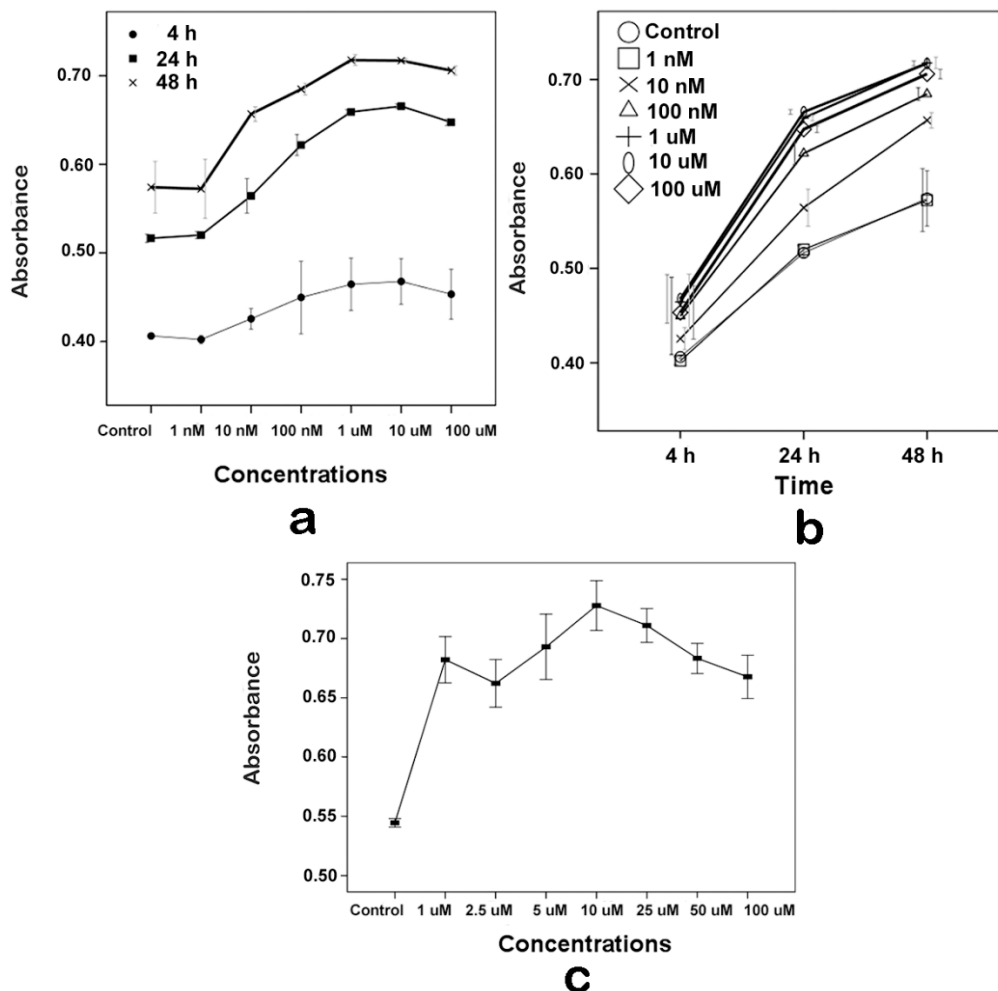 4 h
24 h
48 h
0.70
0.60
0.50
0.40
Absorbance
Control 1 nM 10 nM 100 nM 1 uM 10 uM 100 uM
Concentrations
a
Control
1 nM
10 nM
100 nM
1 uM
10 uM
100 uM
0.70
0.60
0.50
0.40
Absorbance
4 h 24 h 48 h
Time
b
0.75
0.70
0.65
0.60
0.55
0.50
Absorbance
Control 1 uM 2.5 uM 5 uM 10 uM 25 uM 50 uM 100 uM
Concentrations
c